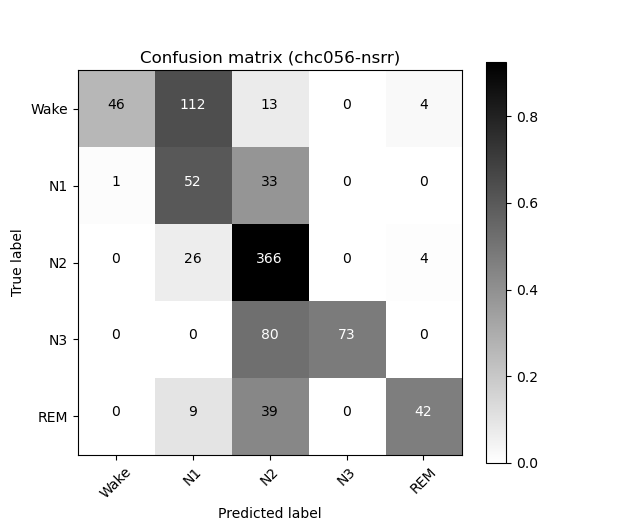 Confusion matrix (chc056-nsrr)
Wake 46 112 13 0 4
N1 1 52 33 0 0
N2 0 26 366 0 4
N3 0 0 80 73 0
REM 0 9 39 0 42
Wake N1 N2 N3 REM
Predicted label
True label
0.8
0.6
0.4
0.2
0.0